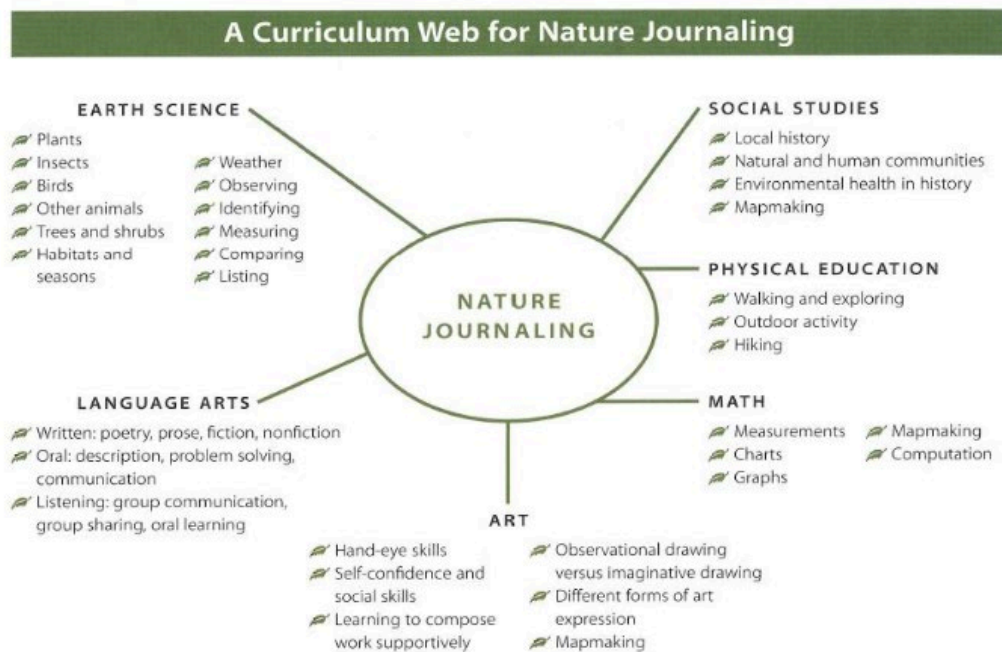 A Curriculum Web for Nature Journaling
EARTH SCIENCE
Plants
Insects
Birds
Other animals
Trees and shrubs
Habitats and
seasons
Weather
Observing
Identifying
Measuring
Comparing
Listing
SOCIAL STUDIES
Local history
Natural and human communities
Environmental health in history
Mapmaking
NATURE
JOURNALING
PHYSICAL EDUCATION
Walking and exploring
Outdoor activity
Hiking
LANGUAGE ARTS
Written: poetry, prose, fiction, nonfiction
Oral: description, problem solving,
communication
Listening: group communication,
group sharing, oral learning
MATH
Measurements
Charts
Graphs
Mapmaking
Computation
ART
Hand-eye skills
Self-confidence and
social skills
Learning to compose
work supportively
Observational drawing
versus imaginative drawing
Different forms of art
expression
Mapmaking